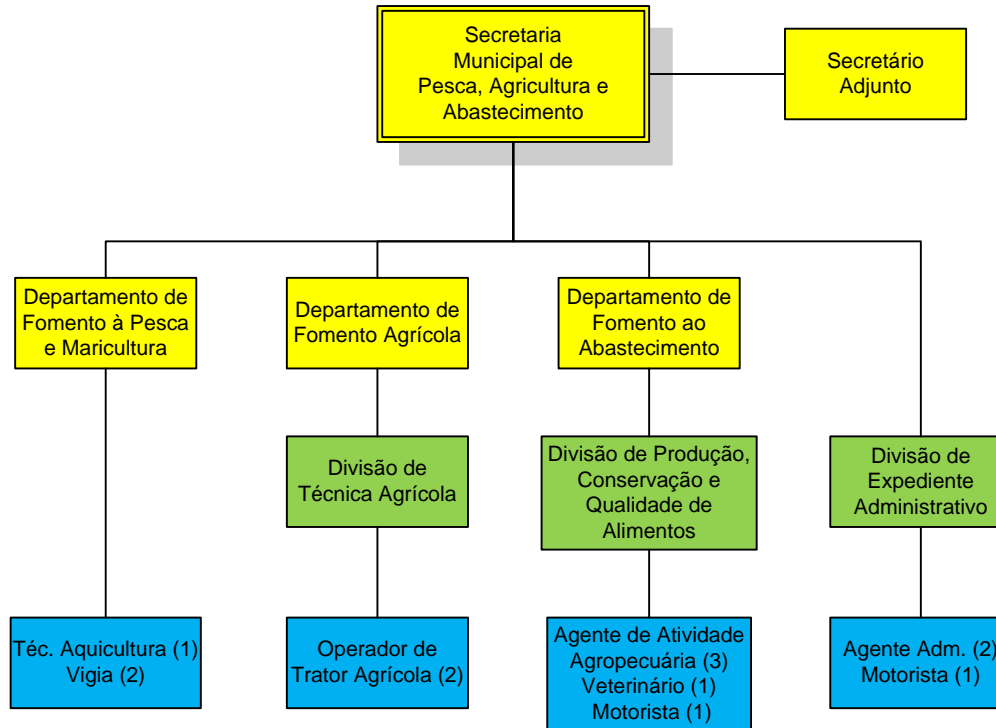 Secretaria
Municipal de
Pesca, Agricultura e
Abastecimento
Secretário
Adjunto
Departamento de
Fomento à Pesca
e Maricultura
Departamento de
Fomento Agrícola
Departamento de
Fomento ao
Abastecimento
Divisão de
Técnica Agrícola
Divisão de Produção,
Conservação e
Qualidade de
Alimentos
Divisão de
Expediente
Administrativo
Téc. Aquicultura (1)
Vigia (2)
Operador de
Trator Agrícola (2)
Agente de Atividade
Agropecuária (3)
Veterinário (1)
Motorista (1)
Agente Adm. (2)
Motorista (1)